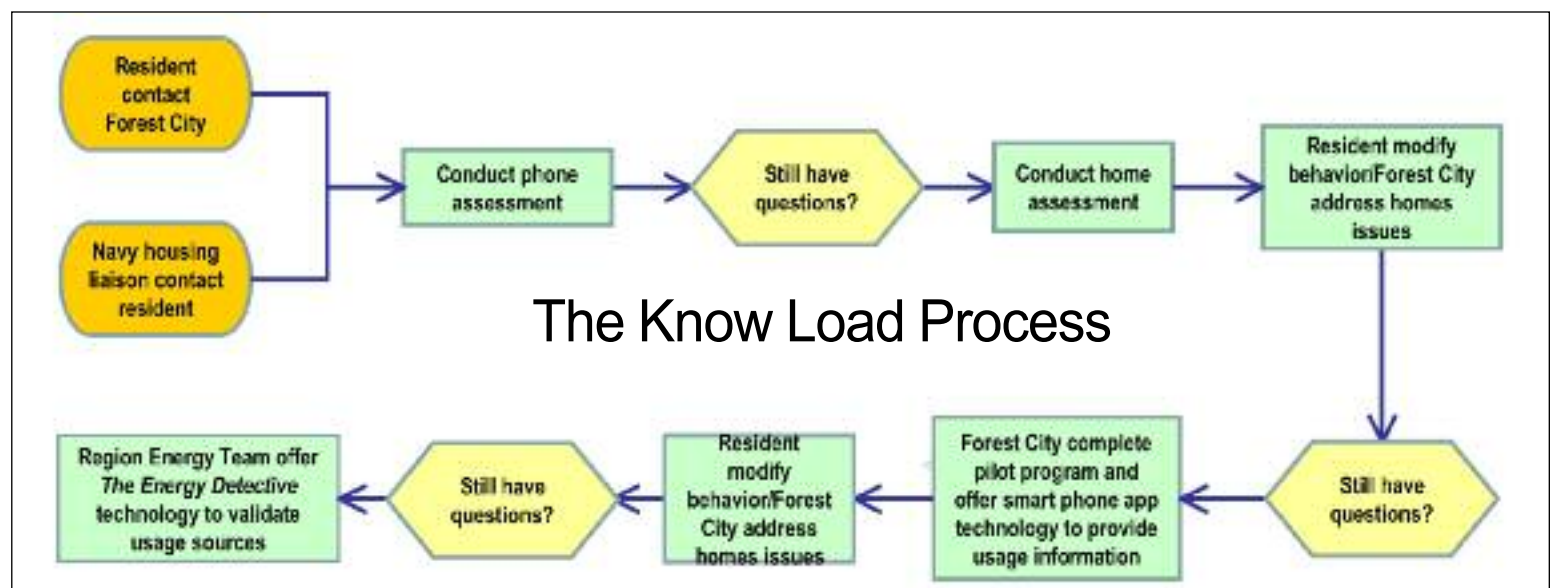 Resident
contact
Forest City
Navy housing
liaison contact
resident
Conduct phone
assessment
Still have
questions?
Conduct home
assessment
Resident modify
behavior/Forest City
address homes
issues
The Know Load Process
Still have
questions?
Forest City complete
pilot program and
offer smart phone app
technology to provide
usage information
Resident
modify
behavior/Forest
City address
homes issues
Still have
questions?
Region Energy Team offer
The Energy Detective
technology to validate
usage sources